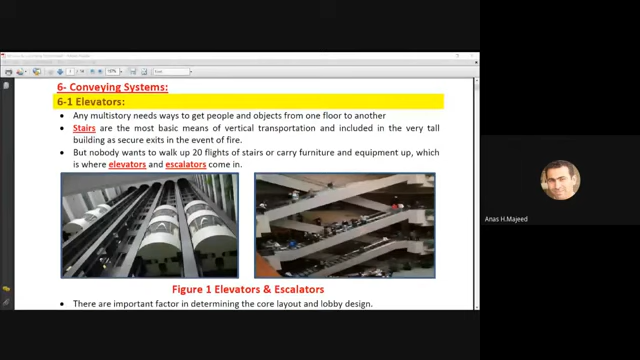 6- Conveying Systems:
6-1 Elevators:
• Any multistory needs ways to get people and objects from one floor to another
• Stairs are the most basic means of vertical transportation and included in the very tall
building as secure exits in the event of fire.
• But nobody wants to walk up 20 flights of stairs or carry furniture and equipment up, which
is where elevators and escalators come in.
Figure 1 Elevators & Escalators
• There are important factor in determining the core layout and lobby design.
Anas H.Majeed